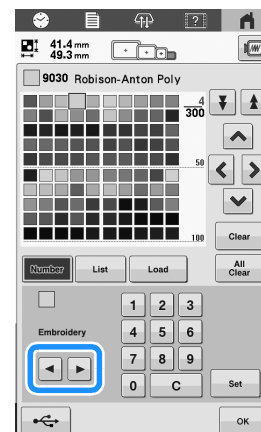 ?
41.4 mm
49.3 mm
9030 Robison-Anton Poly
4
300
50
100
Clear
Number
List
Load
All
Clear
Embroidery
1
2
3
4
5
6
7
8
9
0
C
Set
OK